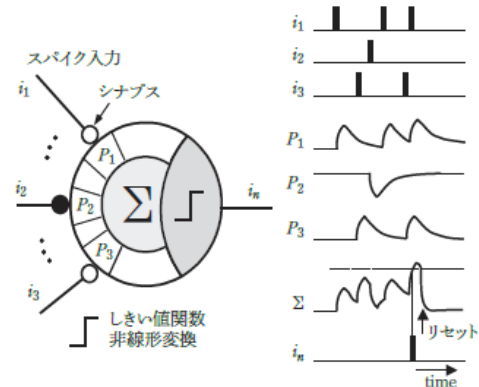 スパイク入力
i1
シナプス
P1
i2
P2
Σ
in
P3
i3
しきい値関数
非線形変換
i1
i2
i3
P1
P2
P3
Σ
リセット
in
time